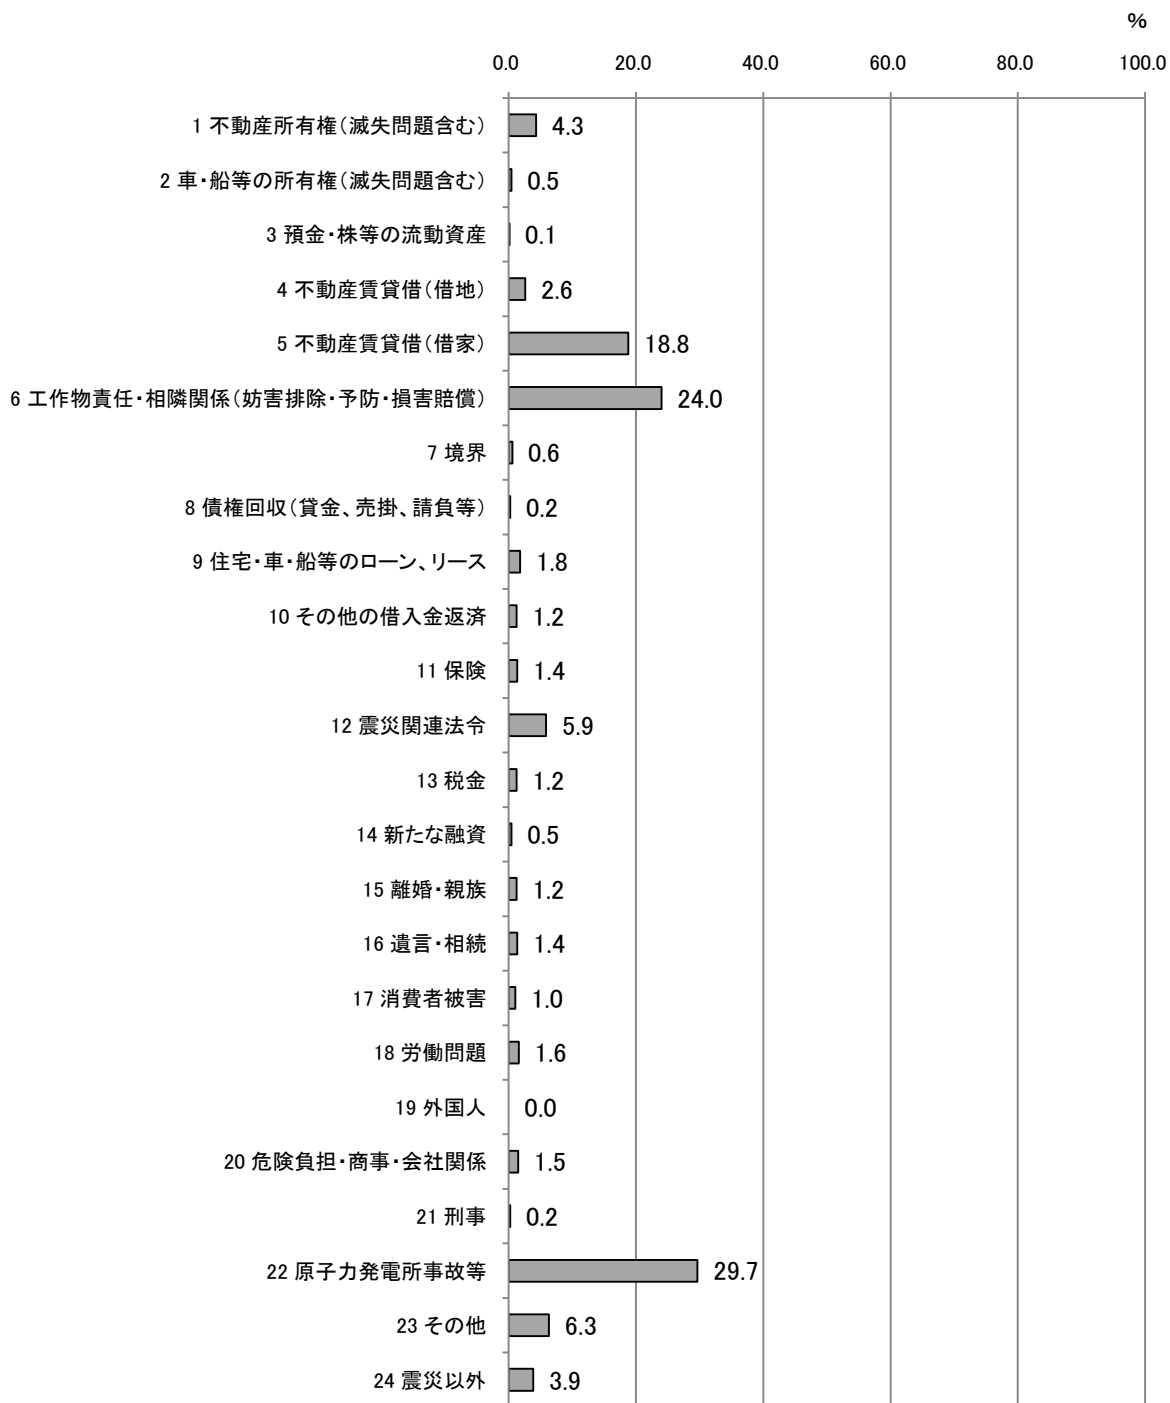 %
0.0 20.0 40.0 60.0 80.0 100.0
1 不動産所有権（滅失問題含む） 4.3
2 車・船等の所有権（滅失問題含む） 0.5
3 預金・株等の流動資産 0.1
4 不動産賃貸借（借地） 2.6
5 不動産賃貸借（借家） 18.8
6 工作物責任・相隣関係（妨害排除・予防・損害賠償） 24.0
7 境界 0.6
8 債権回収（貸金、売掛、請負等） 0.2
9 住宅・車・船等のローン、リース 1.8
10 その他の借入金返済 1.2
11 保険 1.4
12 震災関連法令 5.9
13 税金 1.2
14 新たな融資 0.5
15 離婚・親族 1.2
16 遺言・相続 1.4
17 消費者被害 1.0
18 労働問題 1.6
19 外国人 0.0
20 危険負担・商事・会社関係 1.5
21 刑事 0.2
22 原子力発電所事故等 29.7
23 その他 6.3
24 震災以外 3.9